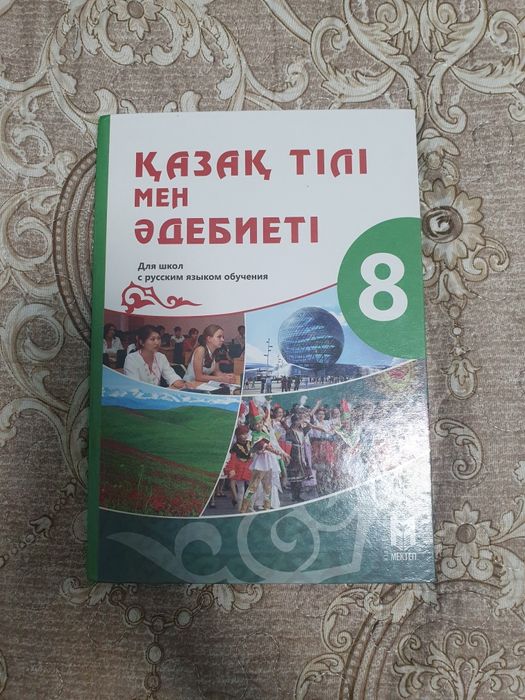 ҚАЗАҚ ТІЛІ
МЕН
ӘДЕБИЕТІ
Для школ
с русским языком обучения
8
МЕКТЕП